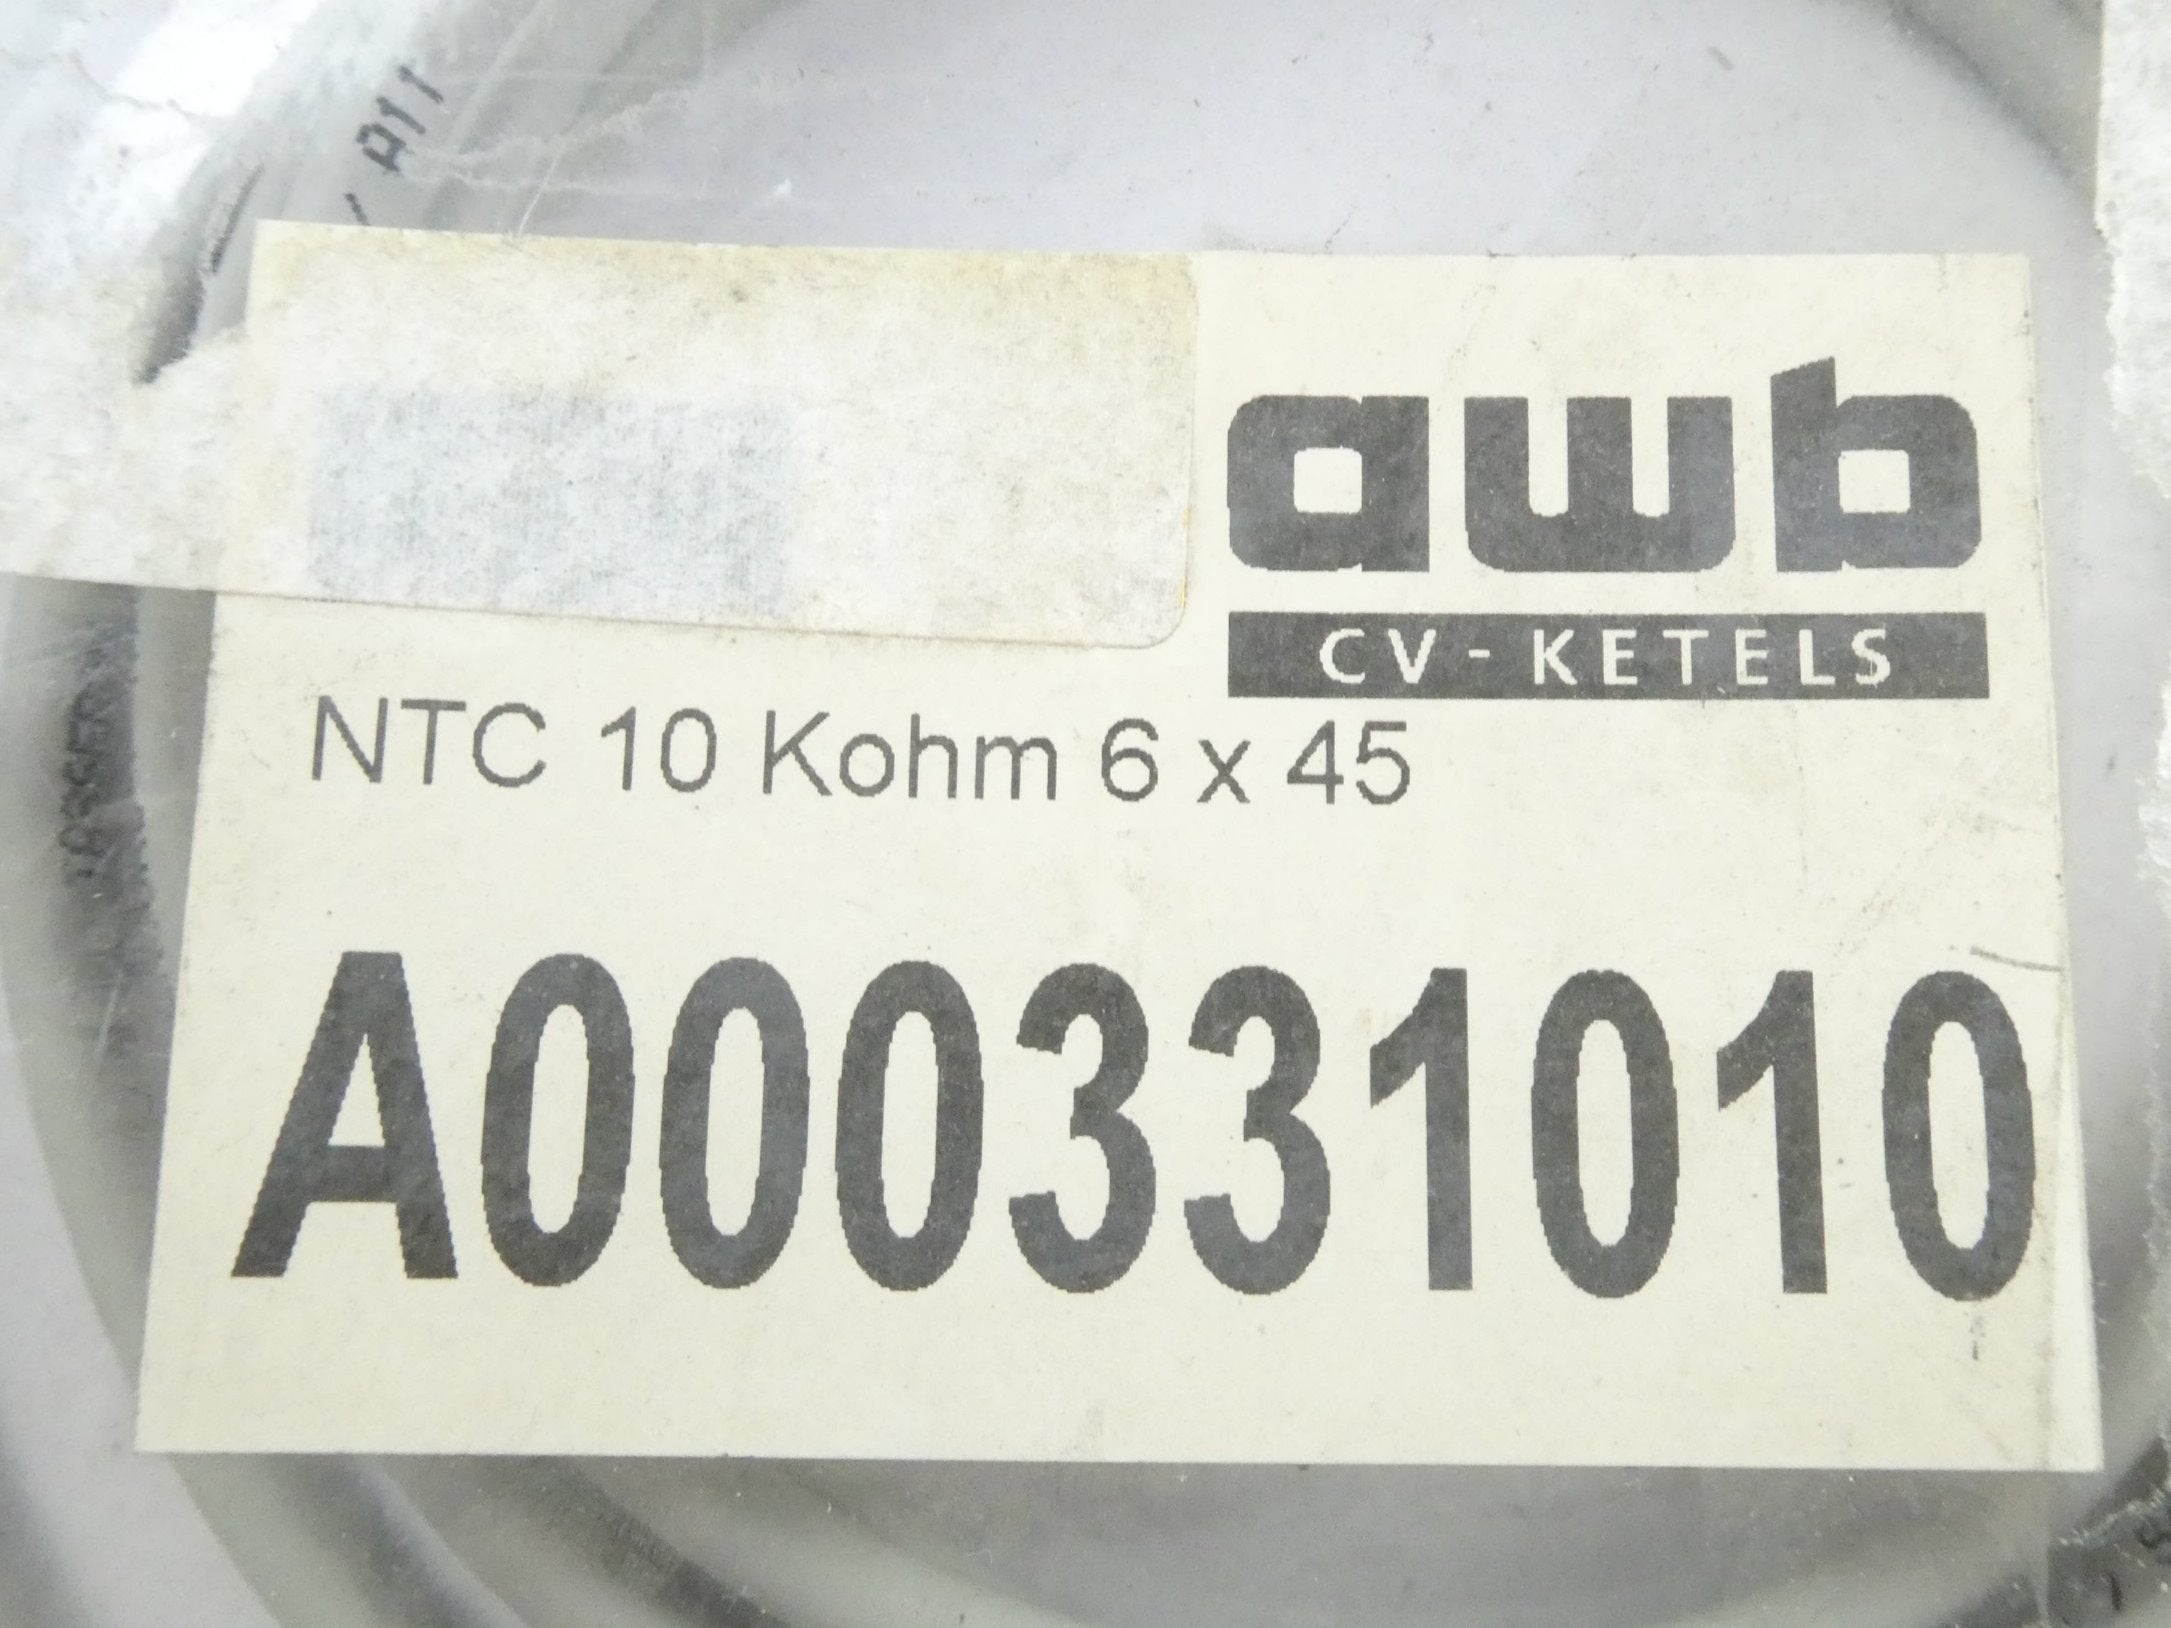 awb
CV-KETELS
NTC 10 Kohm 6 x 45
A000331010